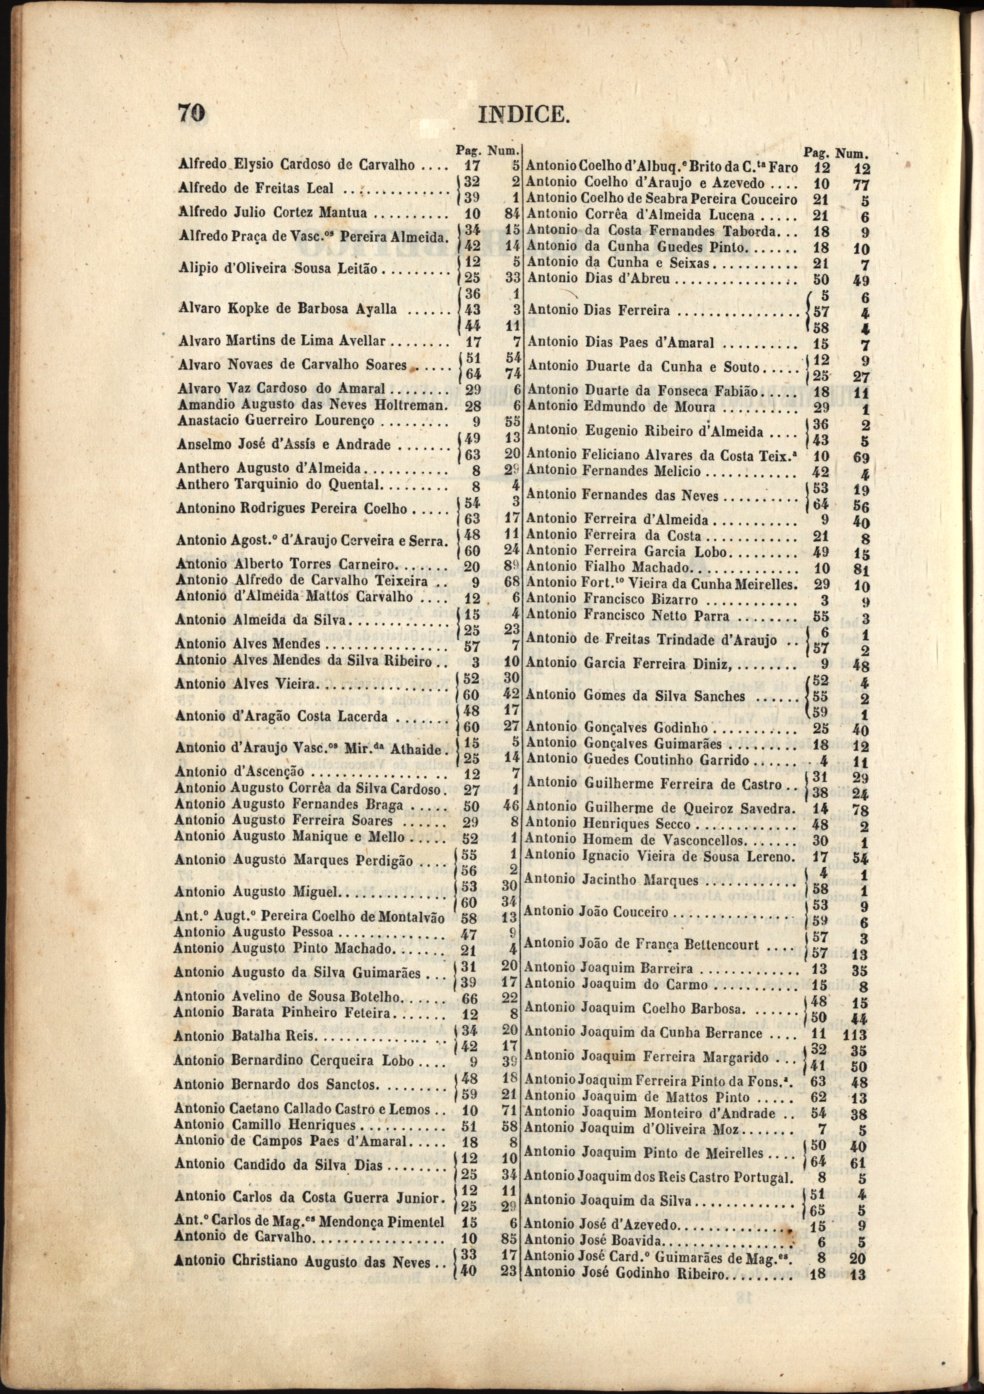 70
INDICE.
Pag. Num.
Alfredo Elysio Cardoso de Carvalho .... 17 5
Alfredo de Freitas Leal ............. {32 2
{39 1
Alfredo Julio Cortez Mantua .......... 10 84
Alfredo Praça de Vasc.ºˢ Pereira Almeida. {34 15
{42 14
Alipio d'Oliveira Sousa Leitão ......... {12 5
{25 33
Alvaro Kopke de Barbosa Ayalla ...... {36 1
{43 3
{44 11
Alvaro Martins de Lima Avellar ........ 17 7
Alvaro Novaes de Carvalho Soares ..... {51 54
{64 74
Alvaro Vaz Cardoso do Amaral ........ 29 6
Amandio Augusto das Neves Holtreman. 28 6
Anastacio Guerreiro Lourenço ......... 9 55
Anselmo José d'Assis e Andrade ....... {49 13
{63 20
Anthero Augusto d'Almeida ........... 8 29
Anthero Tarquinio do Quental......... 8 4
Antonino Rodrigues Pereira Coelho ..... {54 3
{63 17
Antonio Agost.º d'Araujo Cerveira e Serra. {48 11
{60 24
Antonio Alberto Torres Carneiro....... 20 89
Antonio Alfredo de Carvalho Teixeira .. 9 68
Antonio d'Almeida Mattos Carvalho .... 12 6
Antonio Almeida da Silva............ {15 4
{25 23
Antonio Alves Mendes ................ 57 7
Antonio Alves Mendes da Silva Ribeiro .. 3 10
Antonio Alves Vieira................. {52 30
{60 42
Antonio d'Aragão Costa Lacerda ....... {48 17
{60 27
Antonio d'Araujo Vasc.ºˢ Mir.ᵈᵃ Athaide. {15 5
{25 14
Antonio d'Ascenção .................. 12 7
Antonio Augusto Corrêa da Silva Cardoso. 27 1
Antonio Augusto Fernandes Braga ..... 50 46
Antonio Augusto Ferreira Soares ...... 29 8
Antonio Augusto Manique e Mello ..... 52 1
Antonio Augusto Marques Perdigão .... {55 1
{56 2
Antonio Augusto Miguel.............. {53 30
{60 34
Ant.º Augt.º Pereira Coelho de Montalvão 58 13
Antonio Augusto Pessoa .............. 47 9
Antonio Augusto Pinto Machado....... 21 4
Antonio Augusto da Silva Guimarães ... {31 20
{39 17
Antonio Avelino de Sousa Botelho...... 66 22
Antonio Barata Pinheiro Feteira....... 12 8
Antonio Batalha Reis................. {34 20
{42 17
Antonio Bernardino Cerqueira Lobo .... 9 39
Antonio Bernardo dos Sanctos. ........ {48 18
{59 21
Antonio Caetano Callado Castro e Lemos .. 10 71
Antonio Camillo Henriques ........... 51 58
Antonio de Campos Paes d'Amaral..... 18 8
Antonio Candido da Silva Dias ........ {12 10
{25 34
Antonio Carlos da Costa Guerra Junior. {12 11
{25 29
Ant.º Carlos de Mag.ᵉˢ Mendonça Pimentel 15 6
Antonio de Carvalho................. 10 85
Antonio Christiano Augusto das Neves .. {33 17
{40 23
Pag. Num.
Antonio Coelho d'Albuq.ᵉ Brito da C.ᵗᵃ Faro 12 12
Antonio Coelho d'Araujo e Azevedo .... 10 77
Antonio Coelho de Seabra Pereira Couceiro 21 5
Antonio Corrêa d'Almeida Lucena ..... 21 6
Antonio da Costa Fernandes Taborda... 18 9
Antonio da Cunha Guedes Pinto....... 18 10
Antonio da Cunha e Seixas........... 21 7
Antonio Dias d'Abreu ................ 50 49
Antonio Dias Ferreira ................ {5 6
{57 4
{58 4
Antonio Dias Paes d'Amaral .......... 15 7
Antonio Duarte da Cunha e Souto..... {12 9
{25 27
Antonio Duarte da Fonseca Fabião..... 18 11
Antonio Edmundo de Moura .......... 29 1
Antonio Eugenio Ribeiro d'Almeida .... {36 2
{43 5
Antonio Feliciano Alvares da Costa Teix.ª 10 69
Antonio Fernandes Melicio ............ 42 4
Antonio Fernandes das Neves .......... {53 19
{64 56
Antonio Ferreira d'Almeida ........... 9 40
Antonio Ferreira da Costa ............ 21 8
Antonio Ferreira Garcia Lobo......... 49 15
Antonio Fialho Machado.............. 10 81
Antonio Fort.ᵗᵒ Vieira da Cunha Meirelles. 29 10
Antonio Francisco Bizarro ............ 3 9
Antonio Francisco Netto Parra ........ 55 3
Antonio de Freitas Trindade d'Araujo .. {6 1
{57 2
Antonio Garcia Ferreira Diniz, ........ 9 48
Antonio Gomes da Silva Sanches ...... {52 4
{55 2
{59 1
Antonio Gonçalves Godinho ........... 25 40
Antonio Gonçalves Guimarães ......... 18 12
Antonio Guedes Coutinho Garrido ...... 4 11
Antonio Guilherme Ferreira de Castro .. {31 29
{38 24
Antonio Guilherme de Queiroz Savedra. 14 78
Antonio Henriques Secco ............. 48 2
Antonio Homem de Vasconcellos....... 30 1
Antonio Ignacio Vieira de Sousa Lereno. 17 54
Antonio Jacintho Marques ............ {4 1
{58 1
Antonio João Couceiro ................ {53 9
{59 6
Antonio João de França Bettencourt .... {57 3
{57 13
Antonio Joaquim Barreira ............. 13 35
Antonio Joaquim do Carmo ........... 15 8
Antonio Joaquim Coelho Barbosa. ...... {48 15
{50 44
Antonio Joaquim da Cunha Berrance .... 11 113
Antonio Joaquim Ferreira Margarido ... {32 35
{41 50
Antonio Joaquim Ferreira Pinto da Fons.ª. 63 48
Antonio Joaquim de Mattos Pinto ..... 62 13
Antonio Joaquim Monteiro d'Andrade .. 54 38
Antonio Joaquim d'Oliveira Moz....... 7 5
Antonio Joaquim Pinto de Meirelles .... {50 40
{64 61
Antonio Joaquim dos Reis Castro Portugal. 8 5
Antonio Joaquim da Silva ............. {51 4
{65 5
Antonio José d'Azevedo............... 15 9
Antonio José Boavida................. 6 5
Antonio José Card.º Guimarães de Mag.ᵉˢ. 8 20
Antonio José Godinho Ribeiro......... 18 13